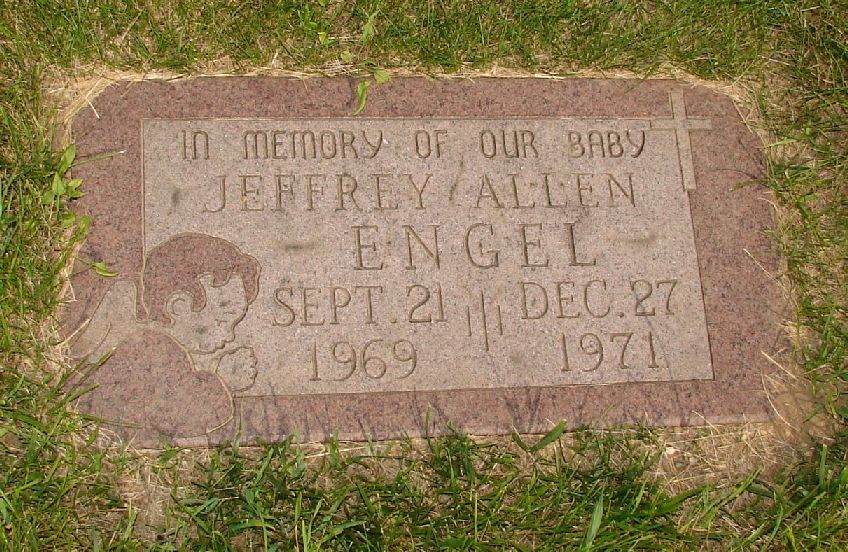 IN MEMORY OF OUR BABY
JEFFREY ALLEN
ENGEL
SEPT. 21 DEC. 27
1969 1971